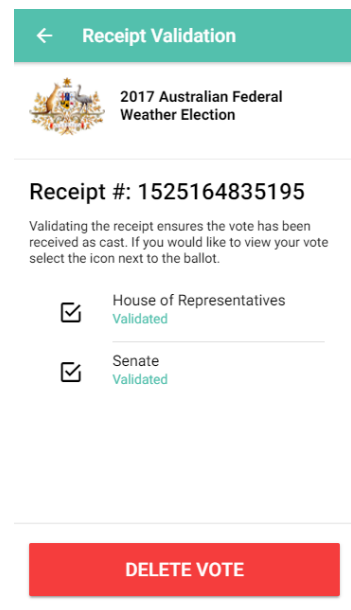 Receipt Validation
2017 Australian Federal
Weather Election
Receipt #: 1525164835195
Validating the receipt ensures the vote has been
received as cast. If you would like to view your vote
select the icon next to the ballot.
House of Representatives
Validated
Senate
Validated
DELETE VOTE